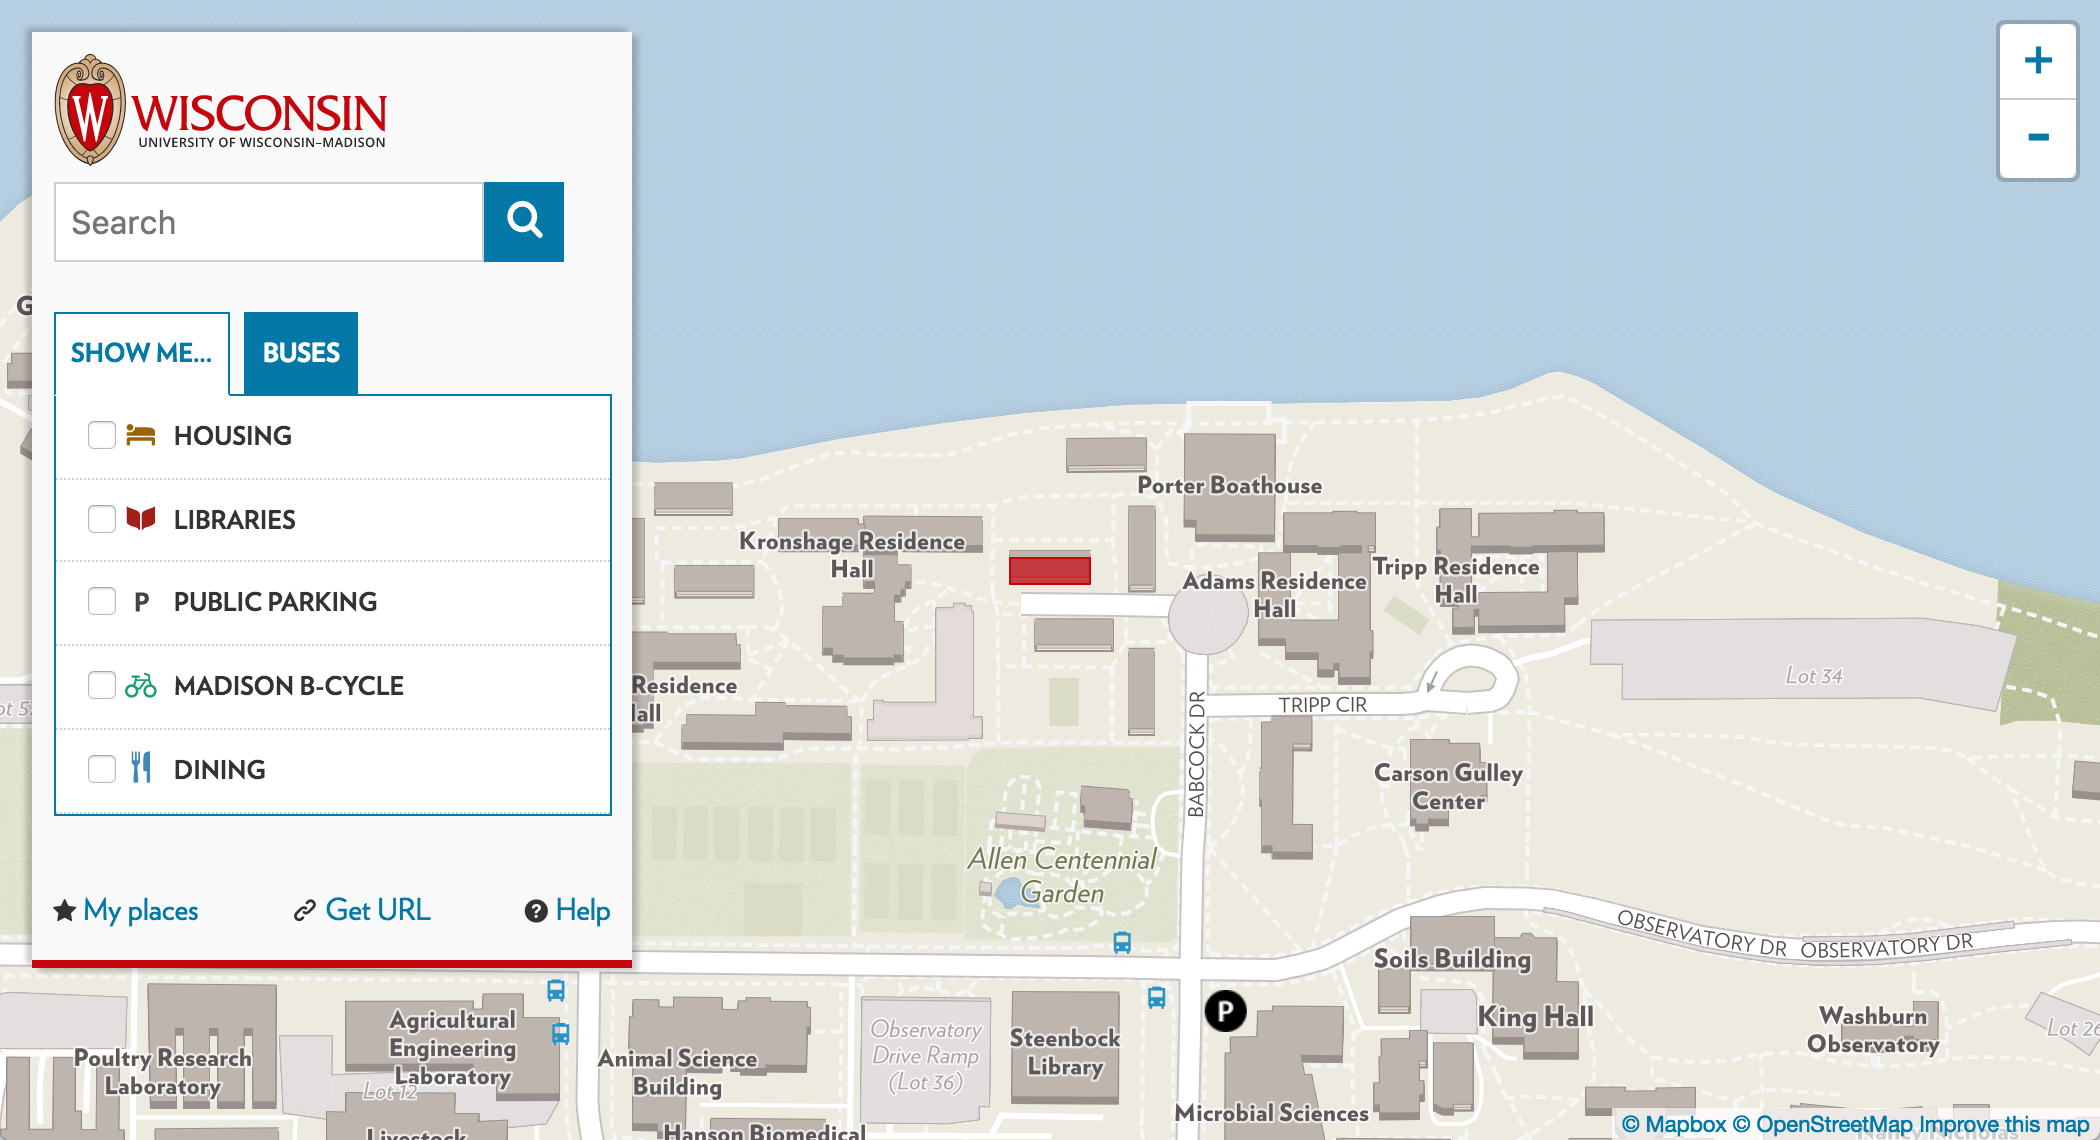 W
WISCONSIN
UNIVERSITY OF WISCONSIN–MADISON
Search
SHOW ME...
BUSES
HOUSING
LIBRARIES
P
PUBLIC PARKING
MADISON B-CYCLE
DINING
My places
Get URL
? Help
+
-
G
Porter Boathouse
Kronshage Residence
Hall
Adams Residence
Hall
Tripp Residence
Hall
Residence
Hall
Lot 34
TRIPP CIR
BABCOCK DR
Carson Gulley
Center
Allen Centennial
Garden
OBSERVATORY DR
OBSERVATORY DR
Soils Building
King Hall
P
Washburn
Observatory
Lot 26
Agricultural
Engineering
Laboratory
Poultry Research
Laboratory
Lot 12
Animal Science
Building
Observatory
Drive Ramp
(Lot 36)
Steenbock
Library
Microbial Sciences
Livestock
Hanson Biomedical
© Mapbox © OpenStreetMap Improve this map